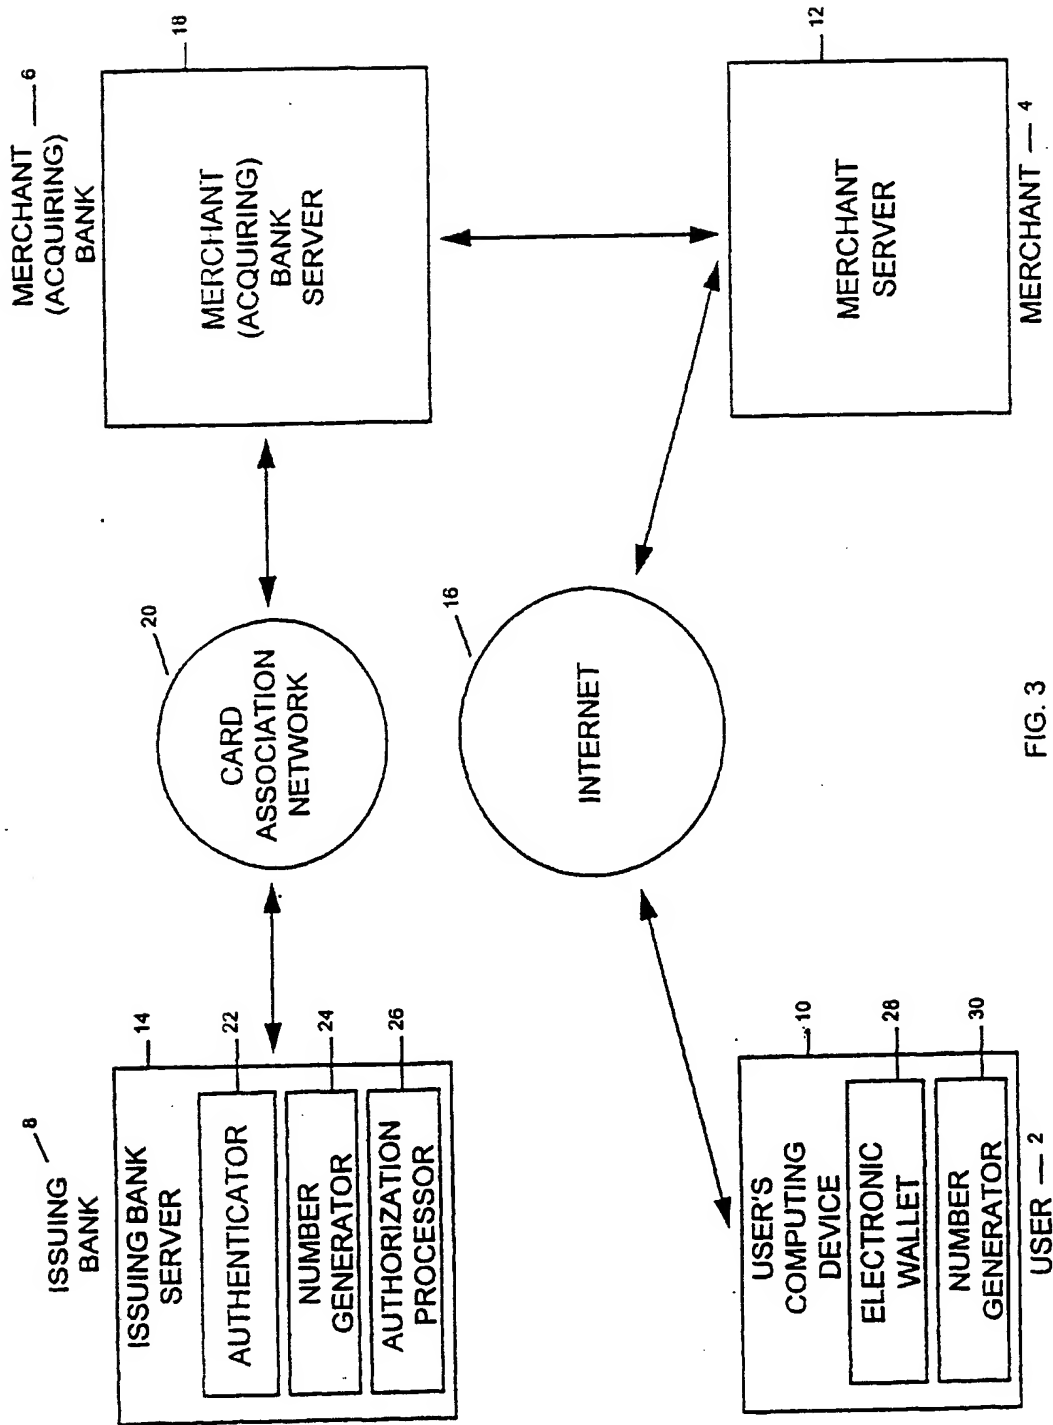 ISSUING
BANK
8
ISSUING BANK
SERVER
14
AUTHENTICATOR
22
NUMBER
GENERATOR
24
AUTHORIZATION
PROCESSOR
26
CARD
ASSOCIATION
NETWORK
20
MERCHANT
(ACQUIRING)
BANK
6
MERCHANT
(ACQUIRING)
BANK
SERVER
18
USER'S
COMPUTING
DEVICE
10
ELECTRONIC
WALLET
28
NUMBER
GENERATOR
30
USER — 2
INTERNET
16
MERCHANT
SERVER
12
MERCHANT — 4
FIG. 3